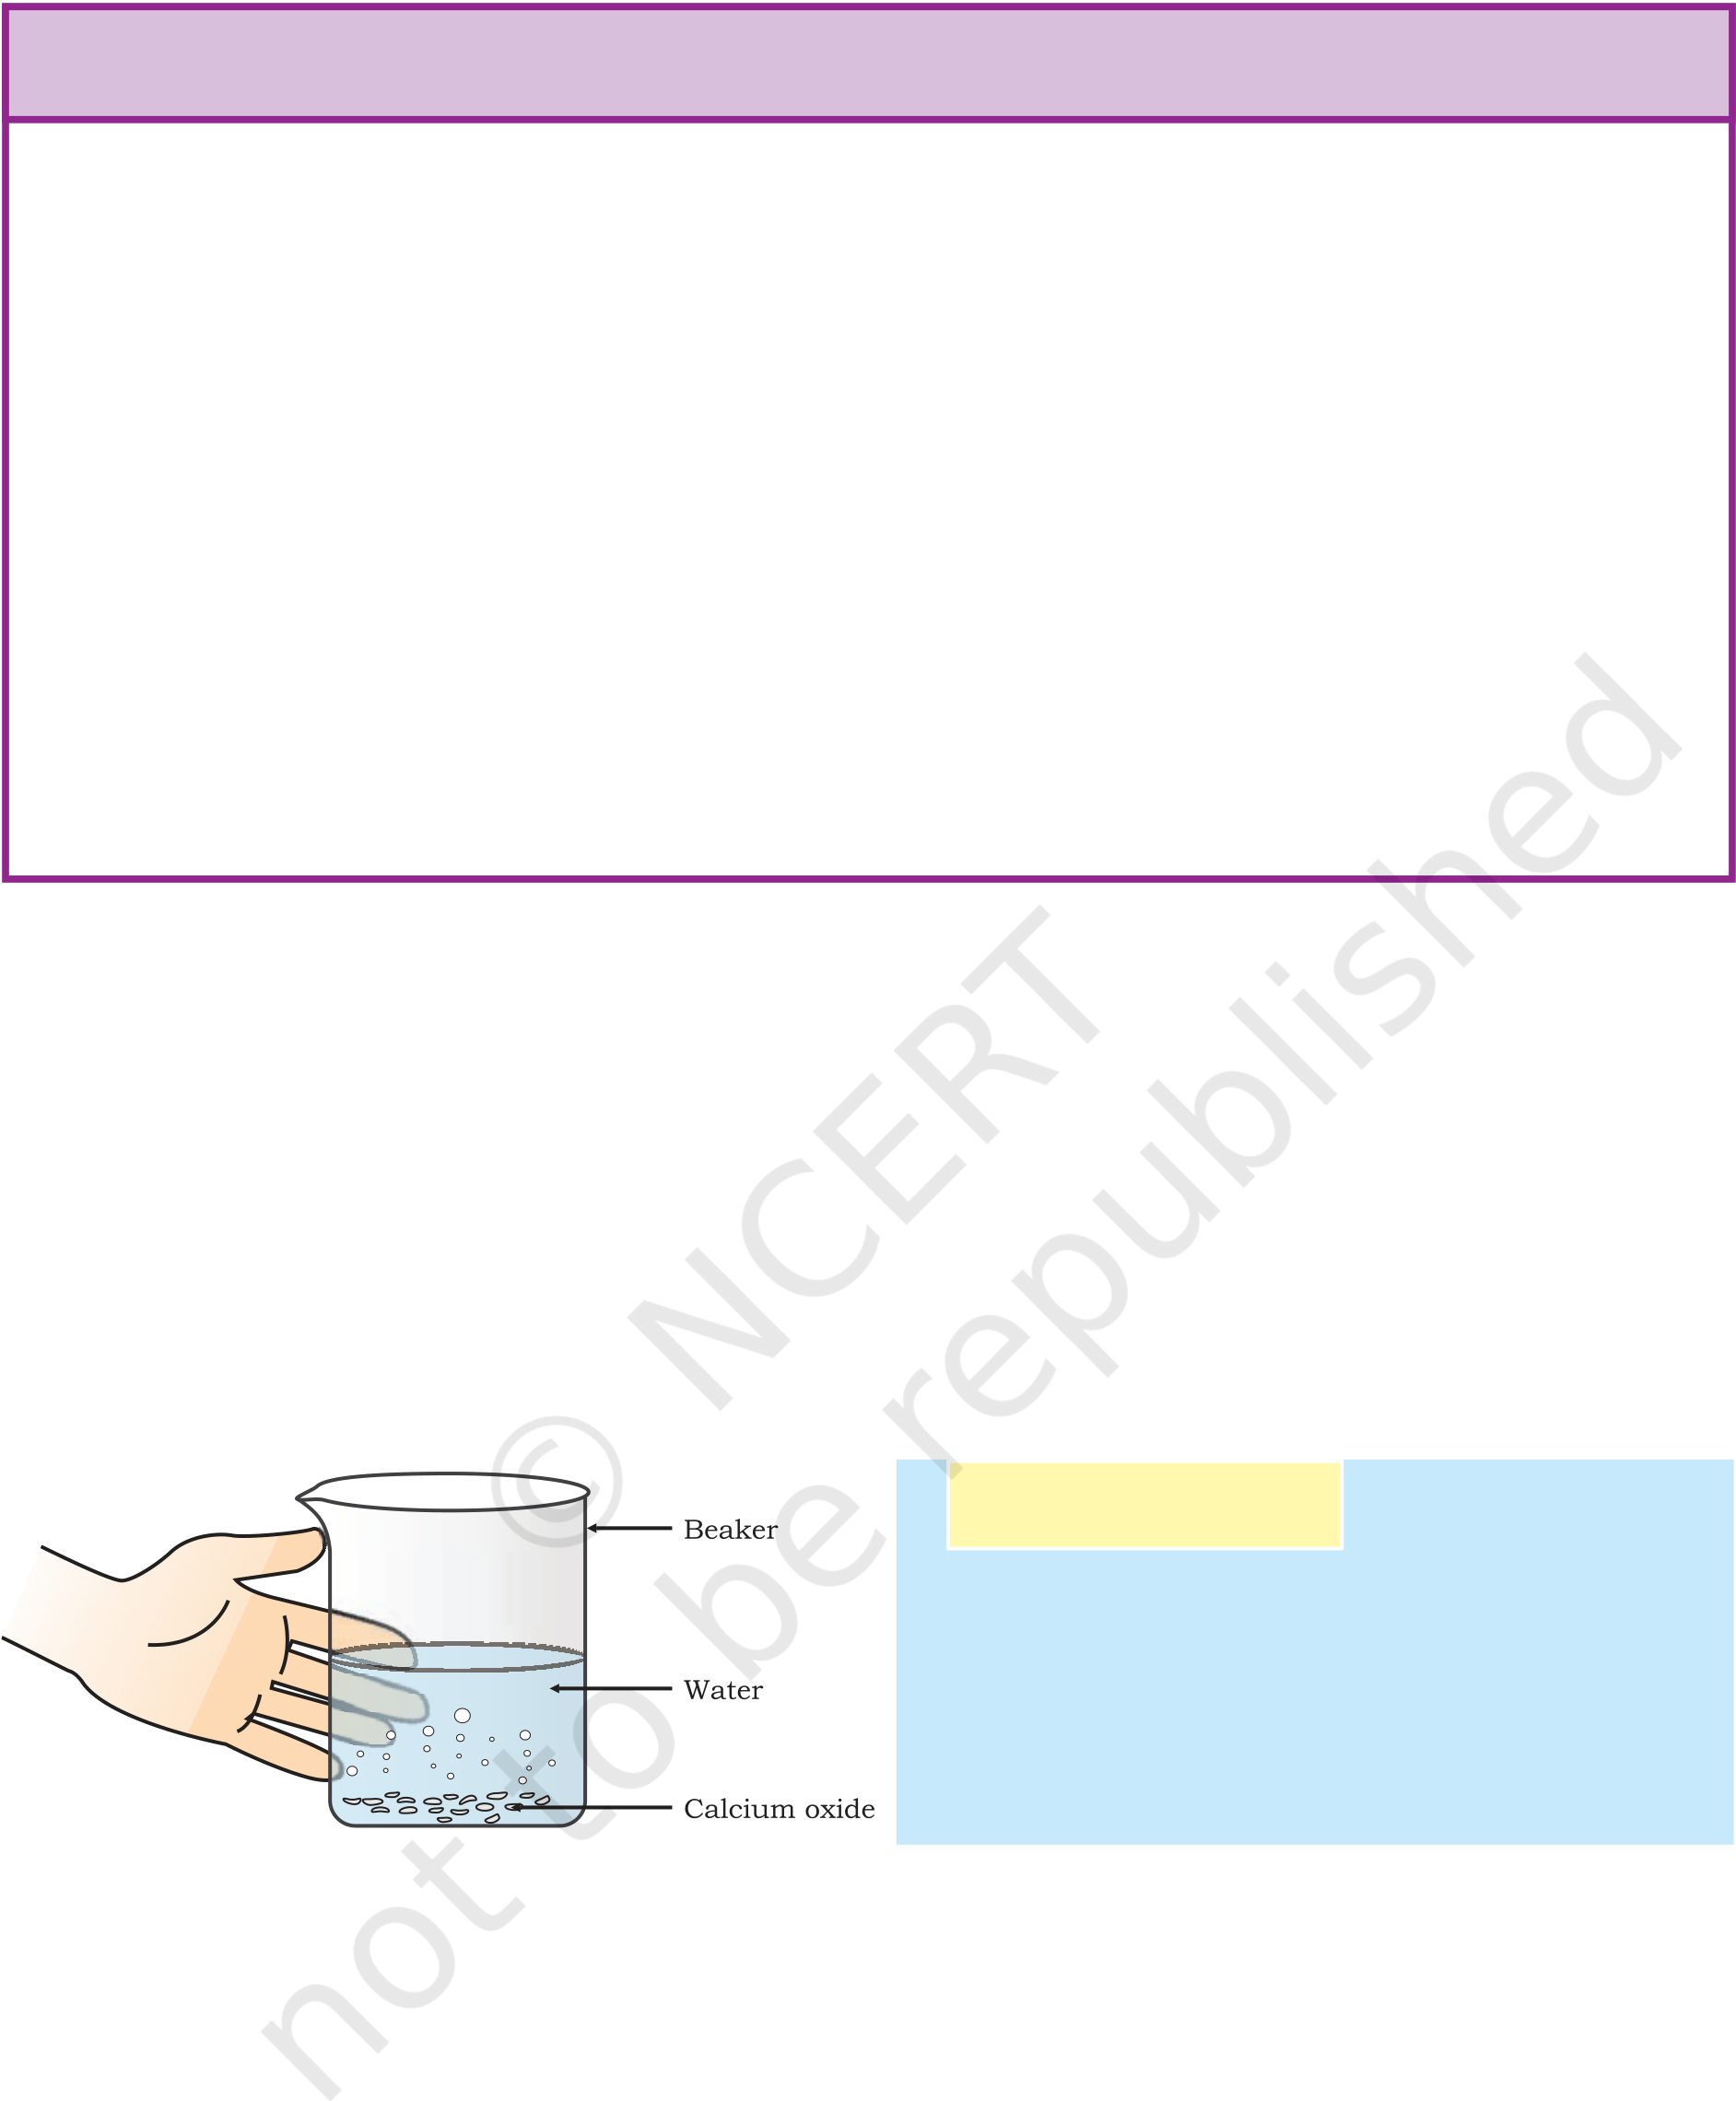 © NCERT
not to be republished
Beaker
Water
Calcium oxide